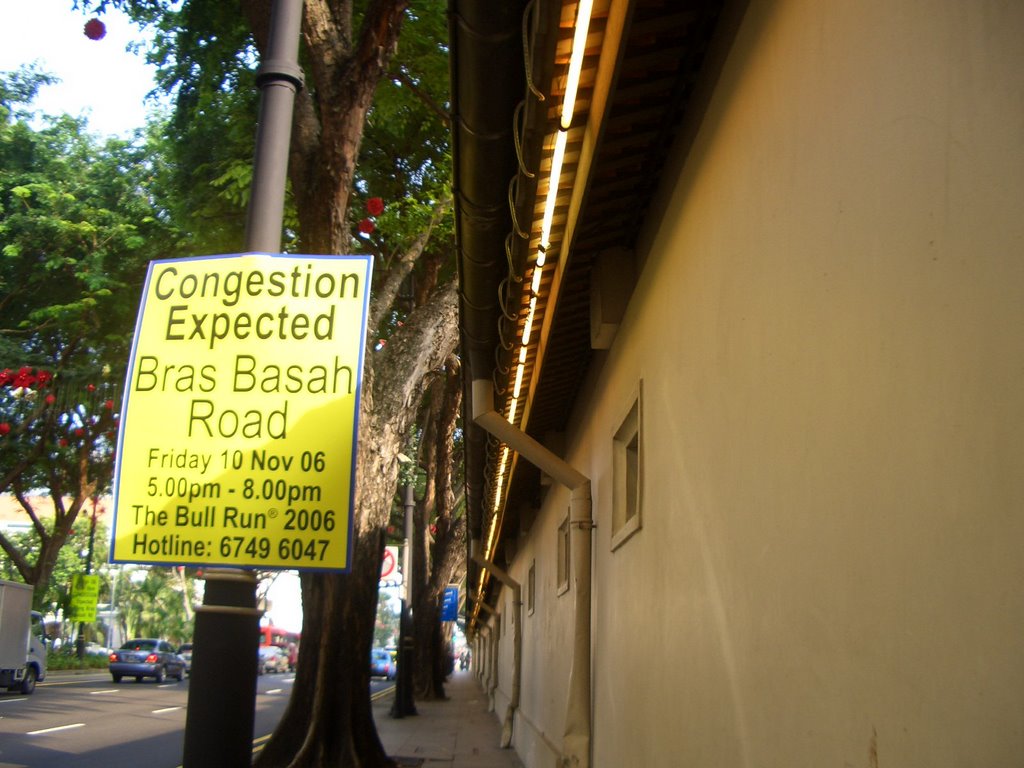 Congestion
Expected
Bras Basah
Road
Friday 10 Nov 06
5.00pm - 8.00pm
The Bull Run® 2006
Hotline: 6749 6047